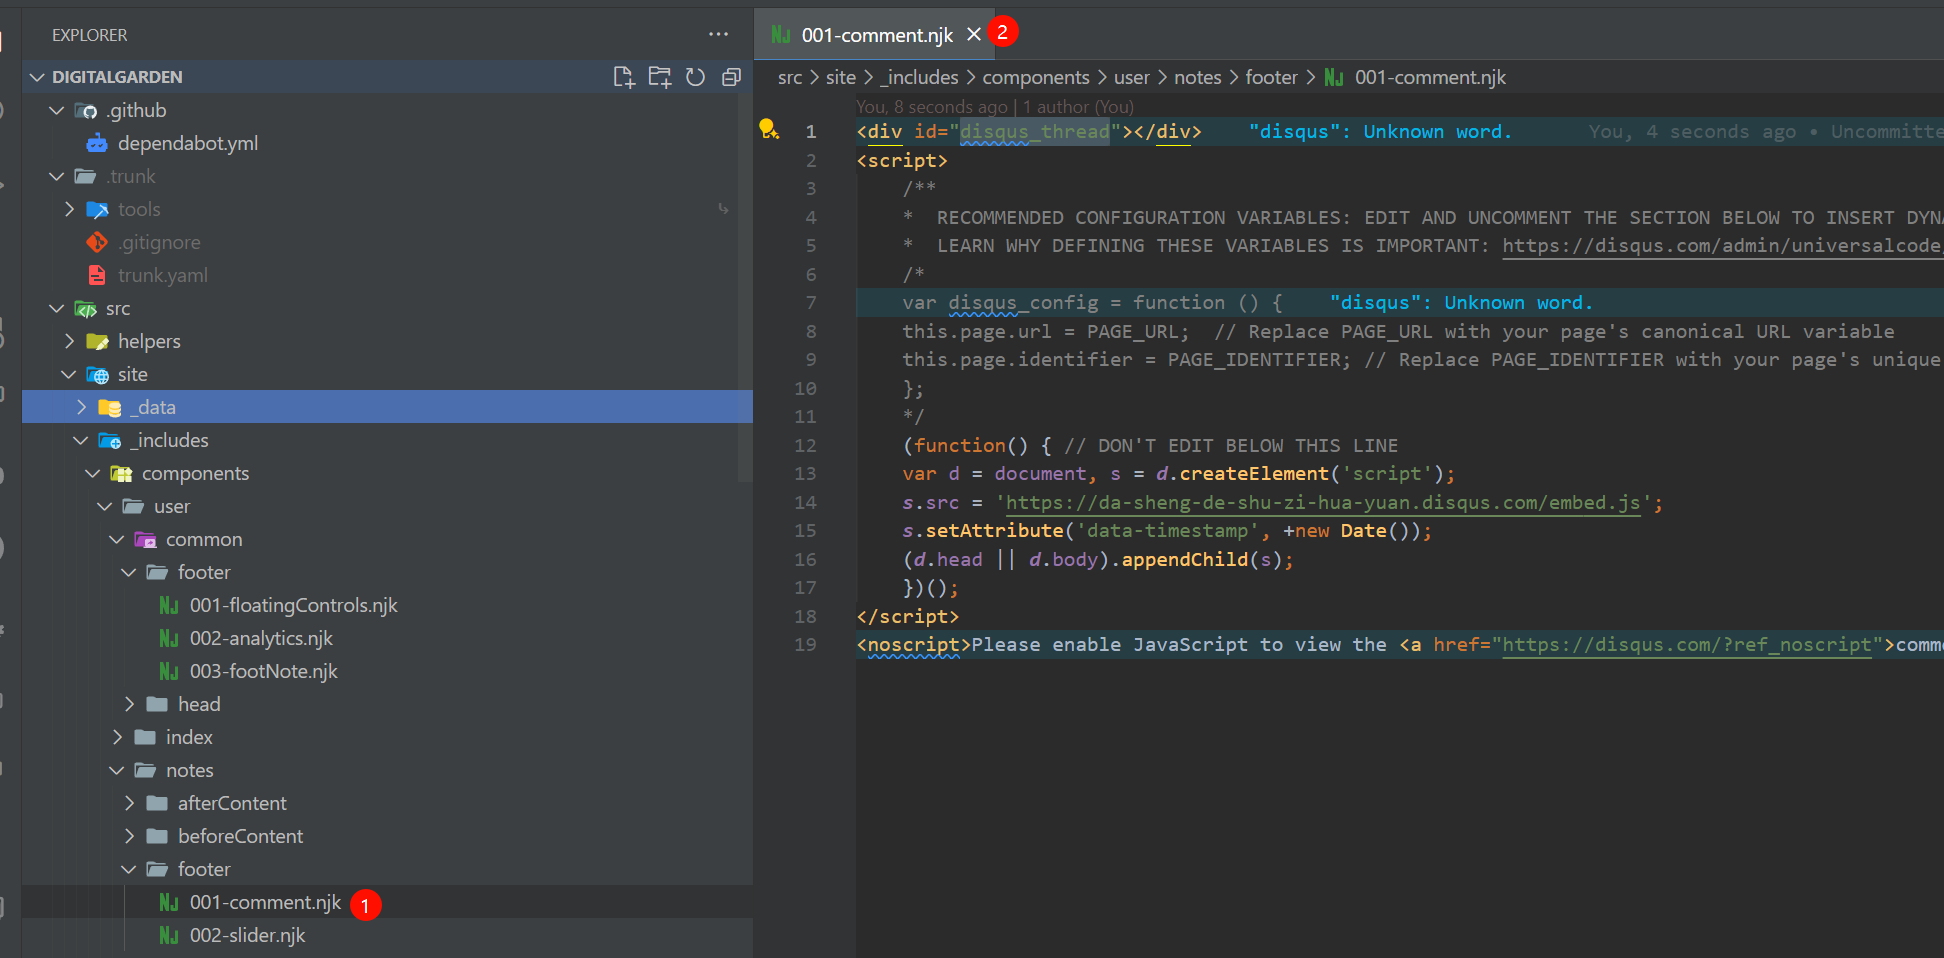 EXPLORER
DIGITALGARDEN
.github
dependabot.yml
.trunk
tools
.gitignore
trunk.yaml
src
helpers
site
_data
_includes
components
user
common
footer
001-floatingControls.njk
002-analytics.njk
003-footNote.njk
head
index
notes
afterContent
beforeContent
footer
001-comment.njk 1
002-slider.njk
001-comment.njk 2
src > site > _includes > components > user > notes > footer > 001-comment.njk
You, 8 seconds ago | 1 author (You)
1 <div id="disqus_thread"></div> "disqus": Unknown word. You, 4 seconds ago • Uncommitte
2 <script>
3 /**
4 * RECOMMENDED CONFIGURATION VARIABLES: EDIT AND UNCOMMENT THE SECTION BELOW TO INSERT DYN
5 * LEARN WHY DEFINING THESE VARIABLES IS IMPORTANT: https://disqus.com/admin/universalcode
6 /*
7 var disqus_config = function () { "disqus": Unknown word.
8 this.page.url = PAGE_URL; // Replace PAGE_URL with your page's canonical URL variable
9 this.page.identifier = PAGE_IDENTIFIER; // Replace PAGE_IDENTIFIER with your page's unique
10 };
11 */
12 (function() { // DON'T EDIT BELOW THIS LINE
13 var d = document, s = d.createElement('script');
14 s.src = 'https://da-sheng-de-shu-zi-hua-yuan.disqus.com/embed.js';
15 s.setAttribute('data-timestamp', +new Date());
16 (d.head || d.body).appendChild(s);
17 })();
18 </script>
19 <noscript>Please enable JavaScript to view the <a href="https://disqus.com/?ref_noscript">comm